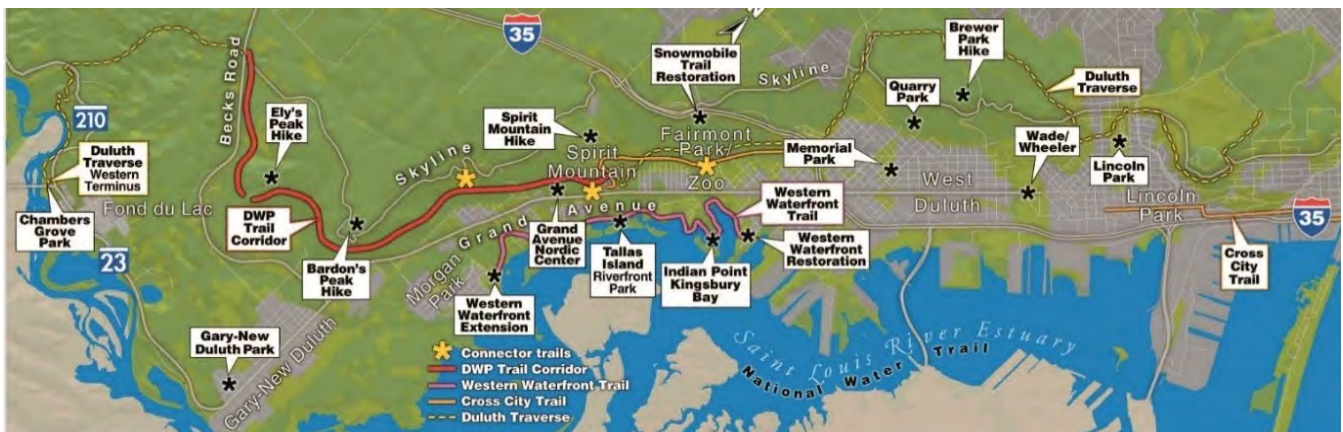 35
Snowmobile
Trail
Restoration
Skyline
Brewer
Park
Hike
Duluth
Traverse
Quarry
Park
Becks Road
210
Ely's
Peak
Hike
Spirit
Mountain
Hike
Fairmont
Park
Memorial
Park
Wade/
Wheeler
Lincoln
Park
Duluth
Traverse
Western
Terminus
Skyline
Spirit
Mountain
Zoo
West
Duluth
Lincoln
Park
Chambers
Grove
Park
Fond du Lac
DWP
Trail
Corridor
Grand Avenue
Western
Waterfront
Trail
35
23
Bardon's
Peak
Hike
Morgan
Park
Grand
Avenue
Nordic
Center
Tallas
Island
Riverfront
Park
Indian Point
Kingsbury
Bay
Western
Waterfront
Restoration
Cross
City
Trail
Western
Waterfront
Extension
Gary-New
Duluth Park
Gary-New Duluth
Saint Louis River Estuary
National Water Trail
Connector trails
DWP Trail Corridor
Western Waterfront Trail
Cross City Trail
Duluth Traverse